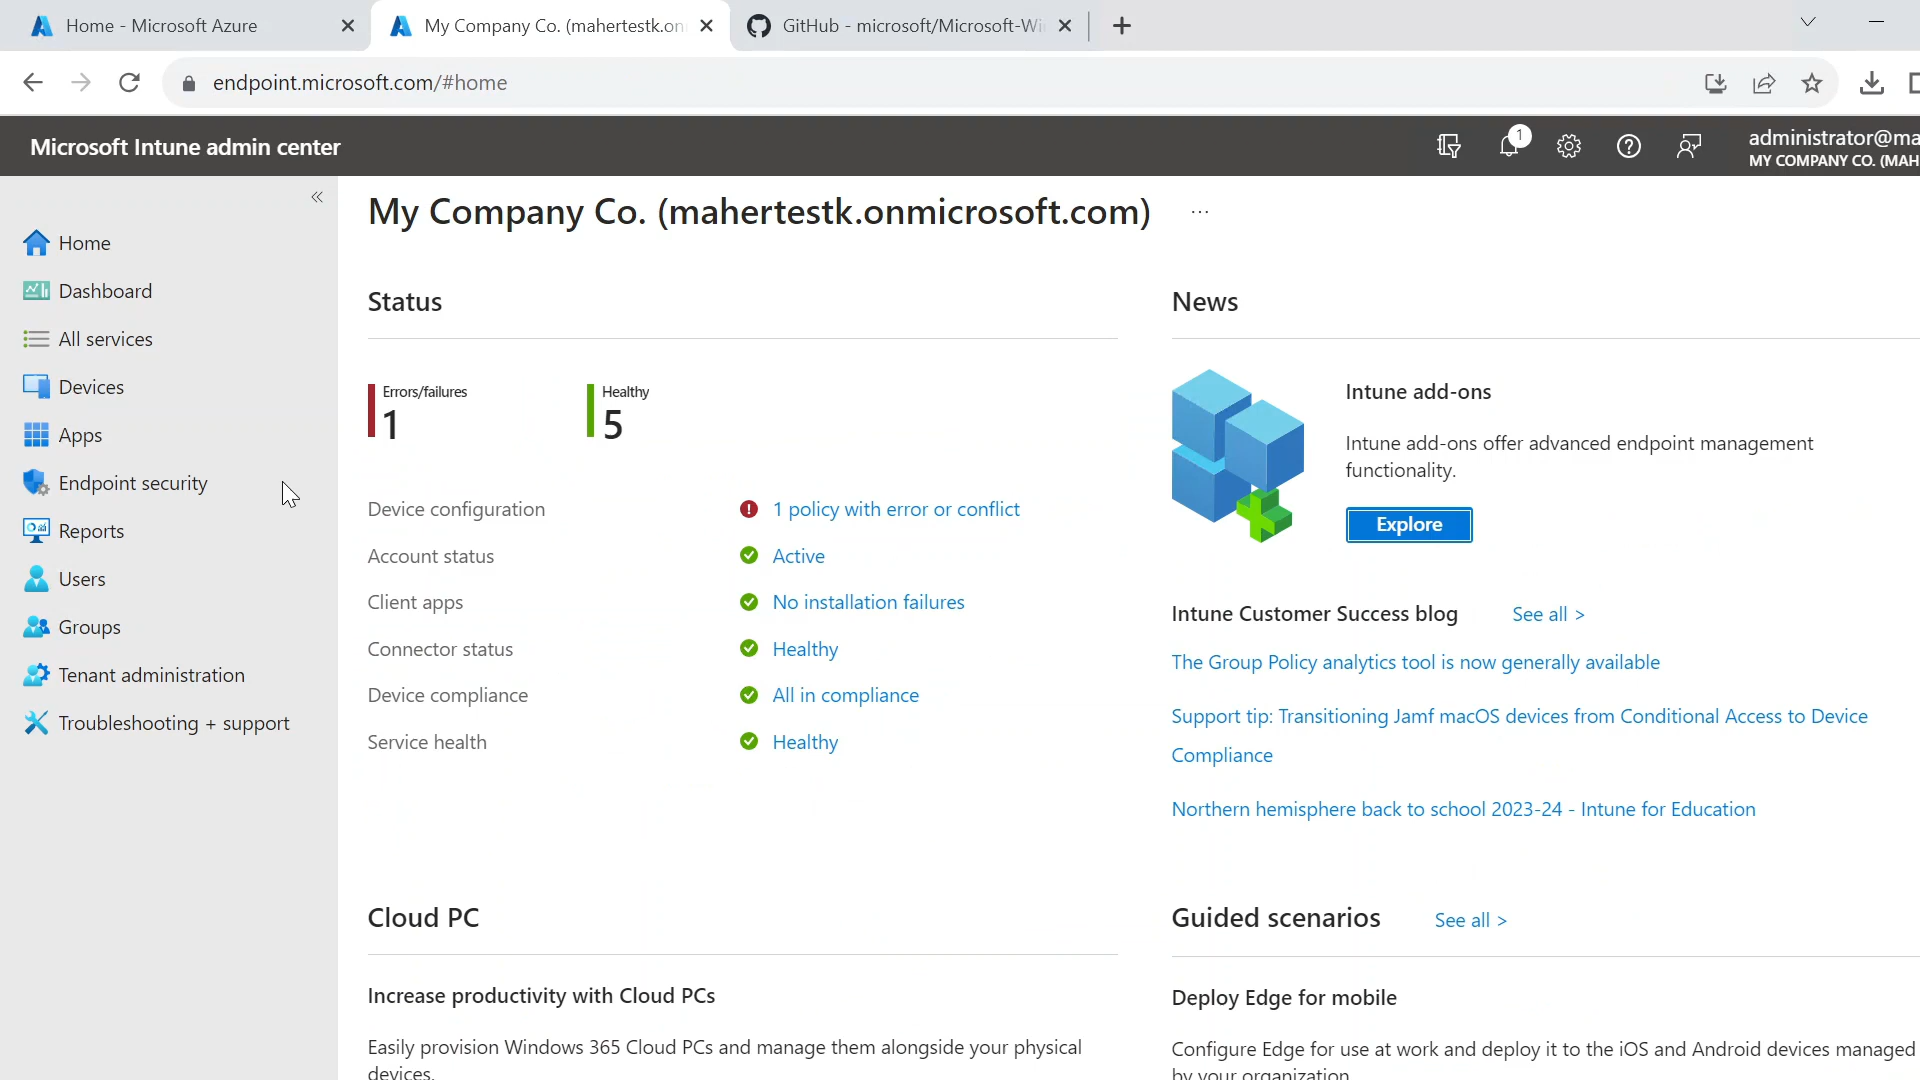 Home - Microsoft Azure
My Company Co. (mahertestk.on
GitHub - microsoft/Microsoft-Wi
endpoint.microsoft.com/#home
Microsoft Intune admin center
1
administrator@ma
MY COMPANY CO. (MAH
Home
Dashboard
All services
Devices
Apps
Endpoint security
Reports
Users
Groups
Tenant administration
Troubleshooting + support
My Company Co. (mahertestk.onmicrosoft.com)
Status
Errors/failures
1
Healthy
5
Device configuration
1 policy with error or conflict
Account status
Active
Client apps
No installation failures
Connector status
Healthy
Device compliance
All in compliance
Service health
Healthy
Cloud PC
Increase productivity with Cloud PCs
Easily provision Windows 365 Cloud PCs and manage them alongside your physical
devices.
News
Intune add-ons
Intune add-ons offer advanced endpoint management
functionality.
Explore
Intune Customer Success blog
See all >
The Group Policy analytics tool is now generally available
Support tip: Transitioning Jamf macOS devices from Conditional Access to Device
Compliance
Northern hemisphere back to school 2023-24 - Intune for Education
Guided scenarios
See all >
Deploy Edge for mobile
Configure Edge for use at work and deploy it to the iOS and Android devices managed
by your organization.